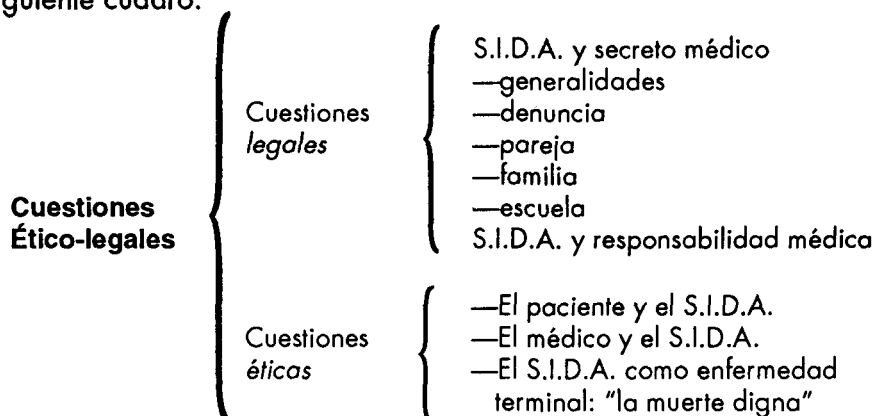 siguiente cuadro:
Cuestiones
Ético-legales
Cuestiones
legales
S.I.D.A. y secreto médico
—generalidades
—denuncia
—pareja
—familia
—escuela
S.I.D.A. y responsabilidad médica
Cuestiones
éticas
—El paciente y el S.I.D.A.
—El médico y el S.I.D.A.
—El S.I.D.A. como enfermedad
terminal: "la muerte digna"